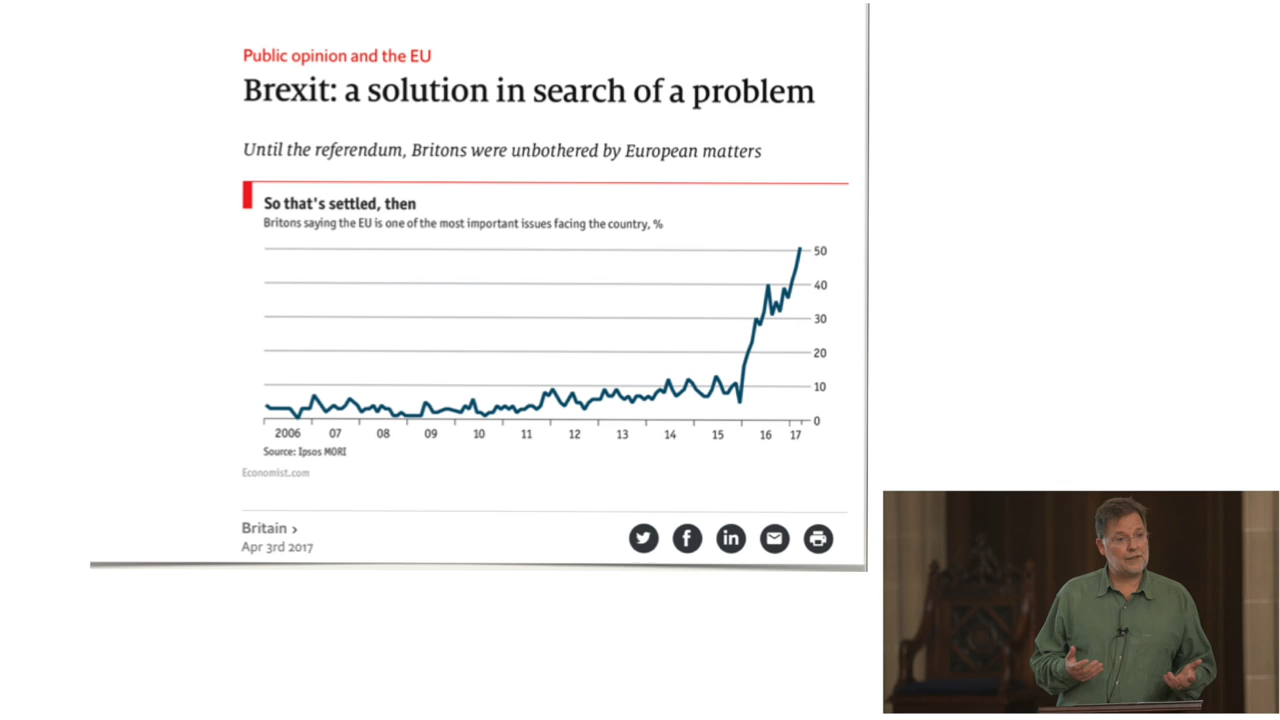 Public opinion and the EU
Brexit: a solution in search of a problem
Until the referendum, Britons were unbothered by European matters
So that's settled, then
Britons saying the EU is one of the most important issues facing the country, %
50
40
30
20
10
0
2006 07 08 09 10 11 12 13 14 15 16 17
Source: Ipsos MORI
Economist.com
Britain >
Apr 3rd 2017
f
in